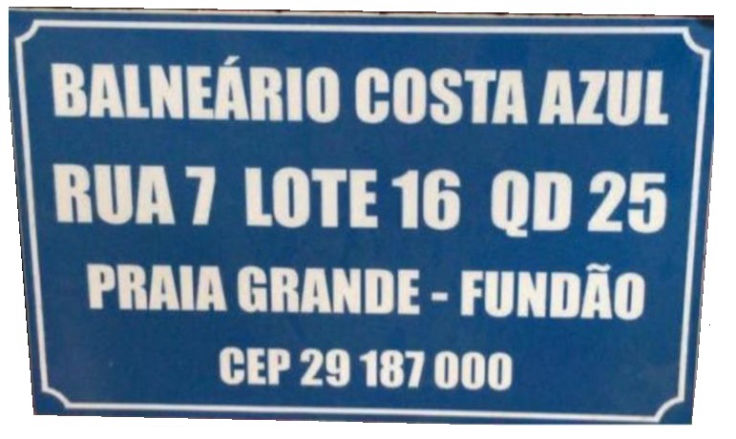 BALNEÁRIO COSTA AZUL
RUA 7 LOTE 16 QD 25
PRAIA GRANDE - FUNDÃO
CEP 29 187 000